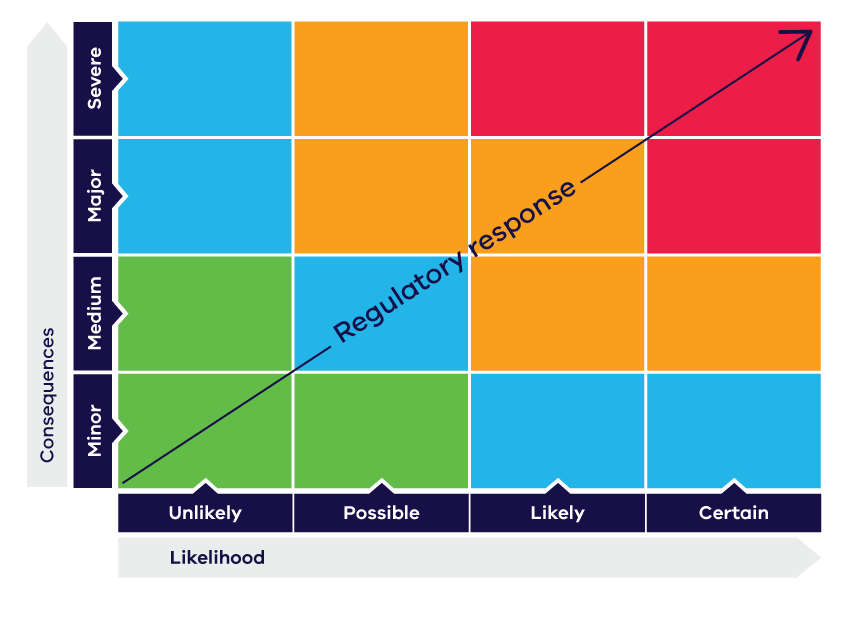 Consequences
Severe
Major
Medium
Minor
Regulatory response
Unlikely
Possible
Likely
Certain
Likelihood